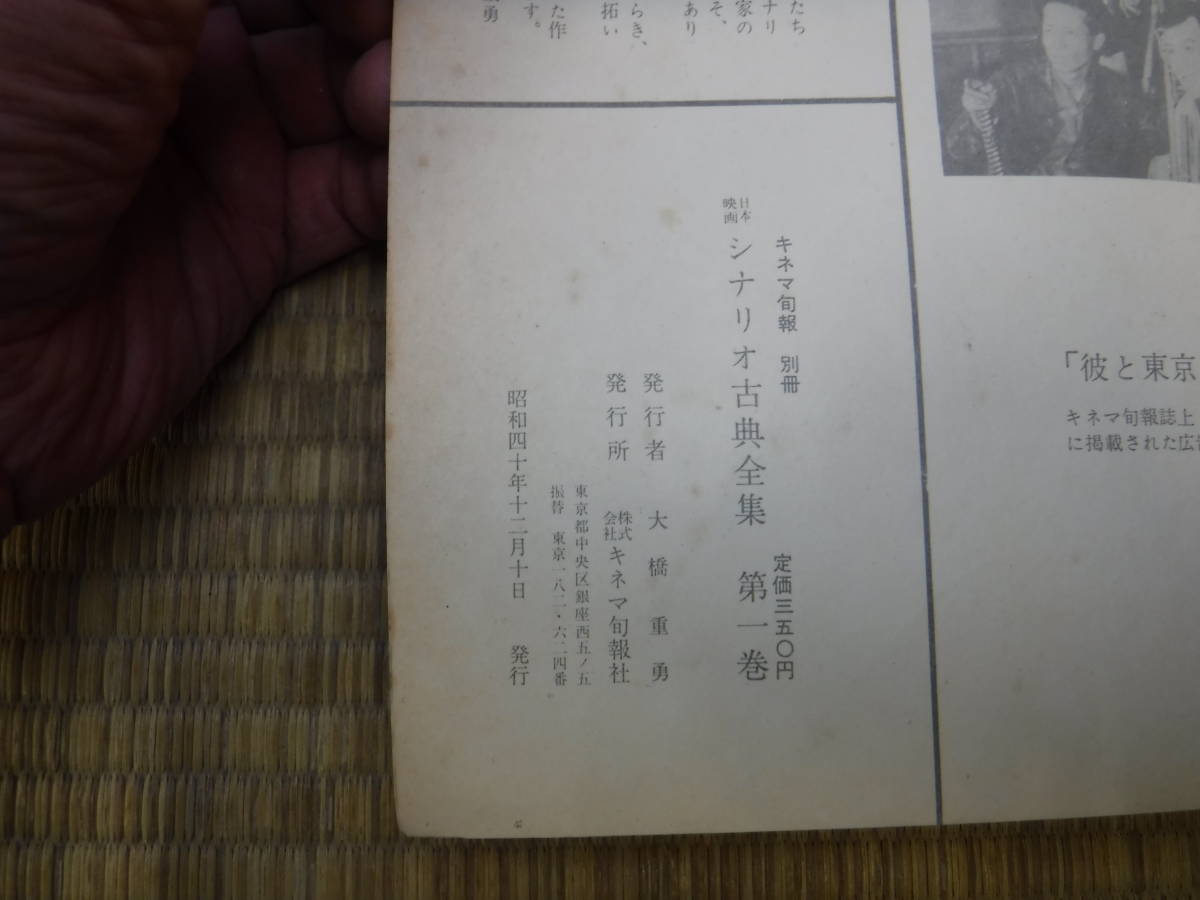 たち
ナリ
家の
そ、
あり
らき、
拓い
た作
す。
勇
キネマ旬報 別冊 定価三五〇円
日本映画 シナリオ古典全集 第一巻
発行者 大橋重勇
発行所 株式会社キネマ旬報社
東京都中央区銀座西五ノ五
振替 東京一八二・六二四番
昭和四十年十二月十日 発行
「彼と東京
キネマ旬報誌上
に掲載された広告